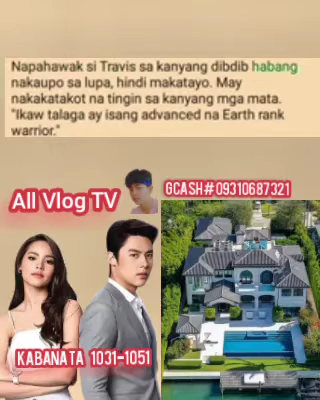 Napahawak si Travis sa kanyang dibdib habang
nakaupo sa lupa, hindi makatayo. May
nakakatakot na tingin sa kanyang mga mata.
"Ikaw talaga ay isang advanced na Earth rank
warrior."
All Vlog TV
GCASH# 09310687321
KABANATA 1031-1051